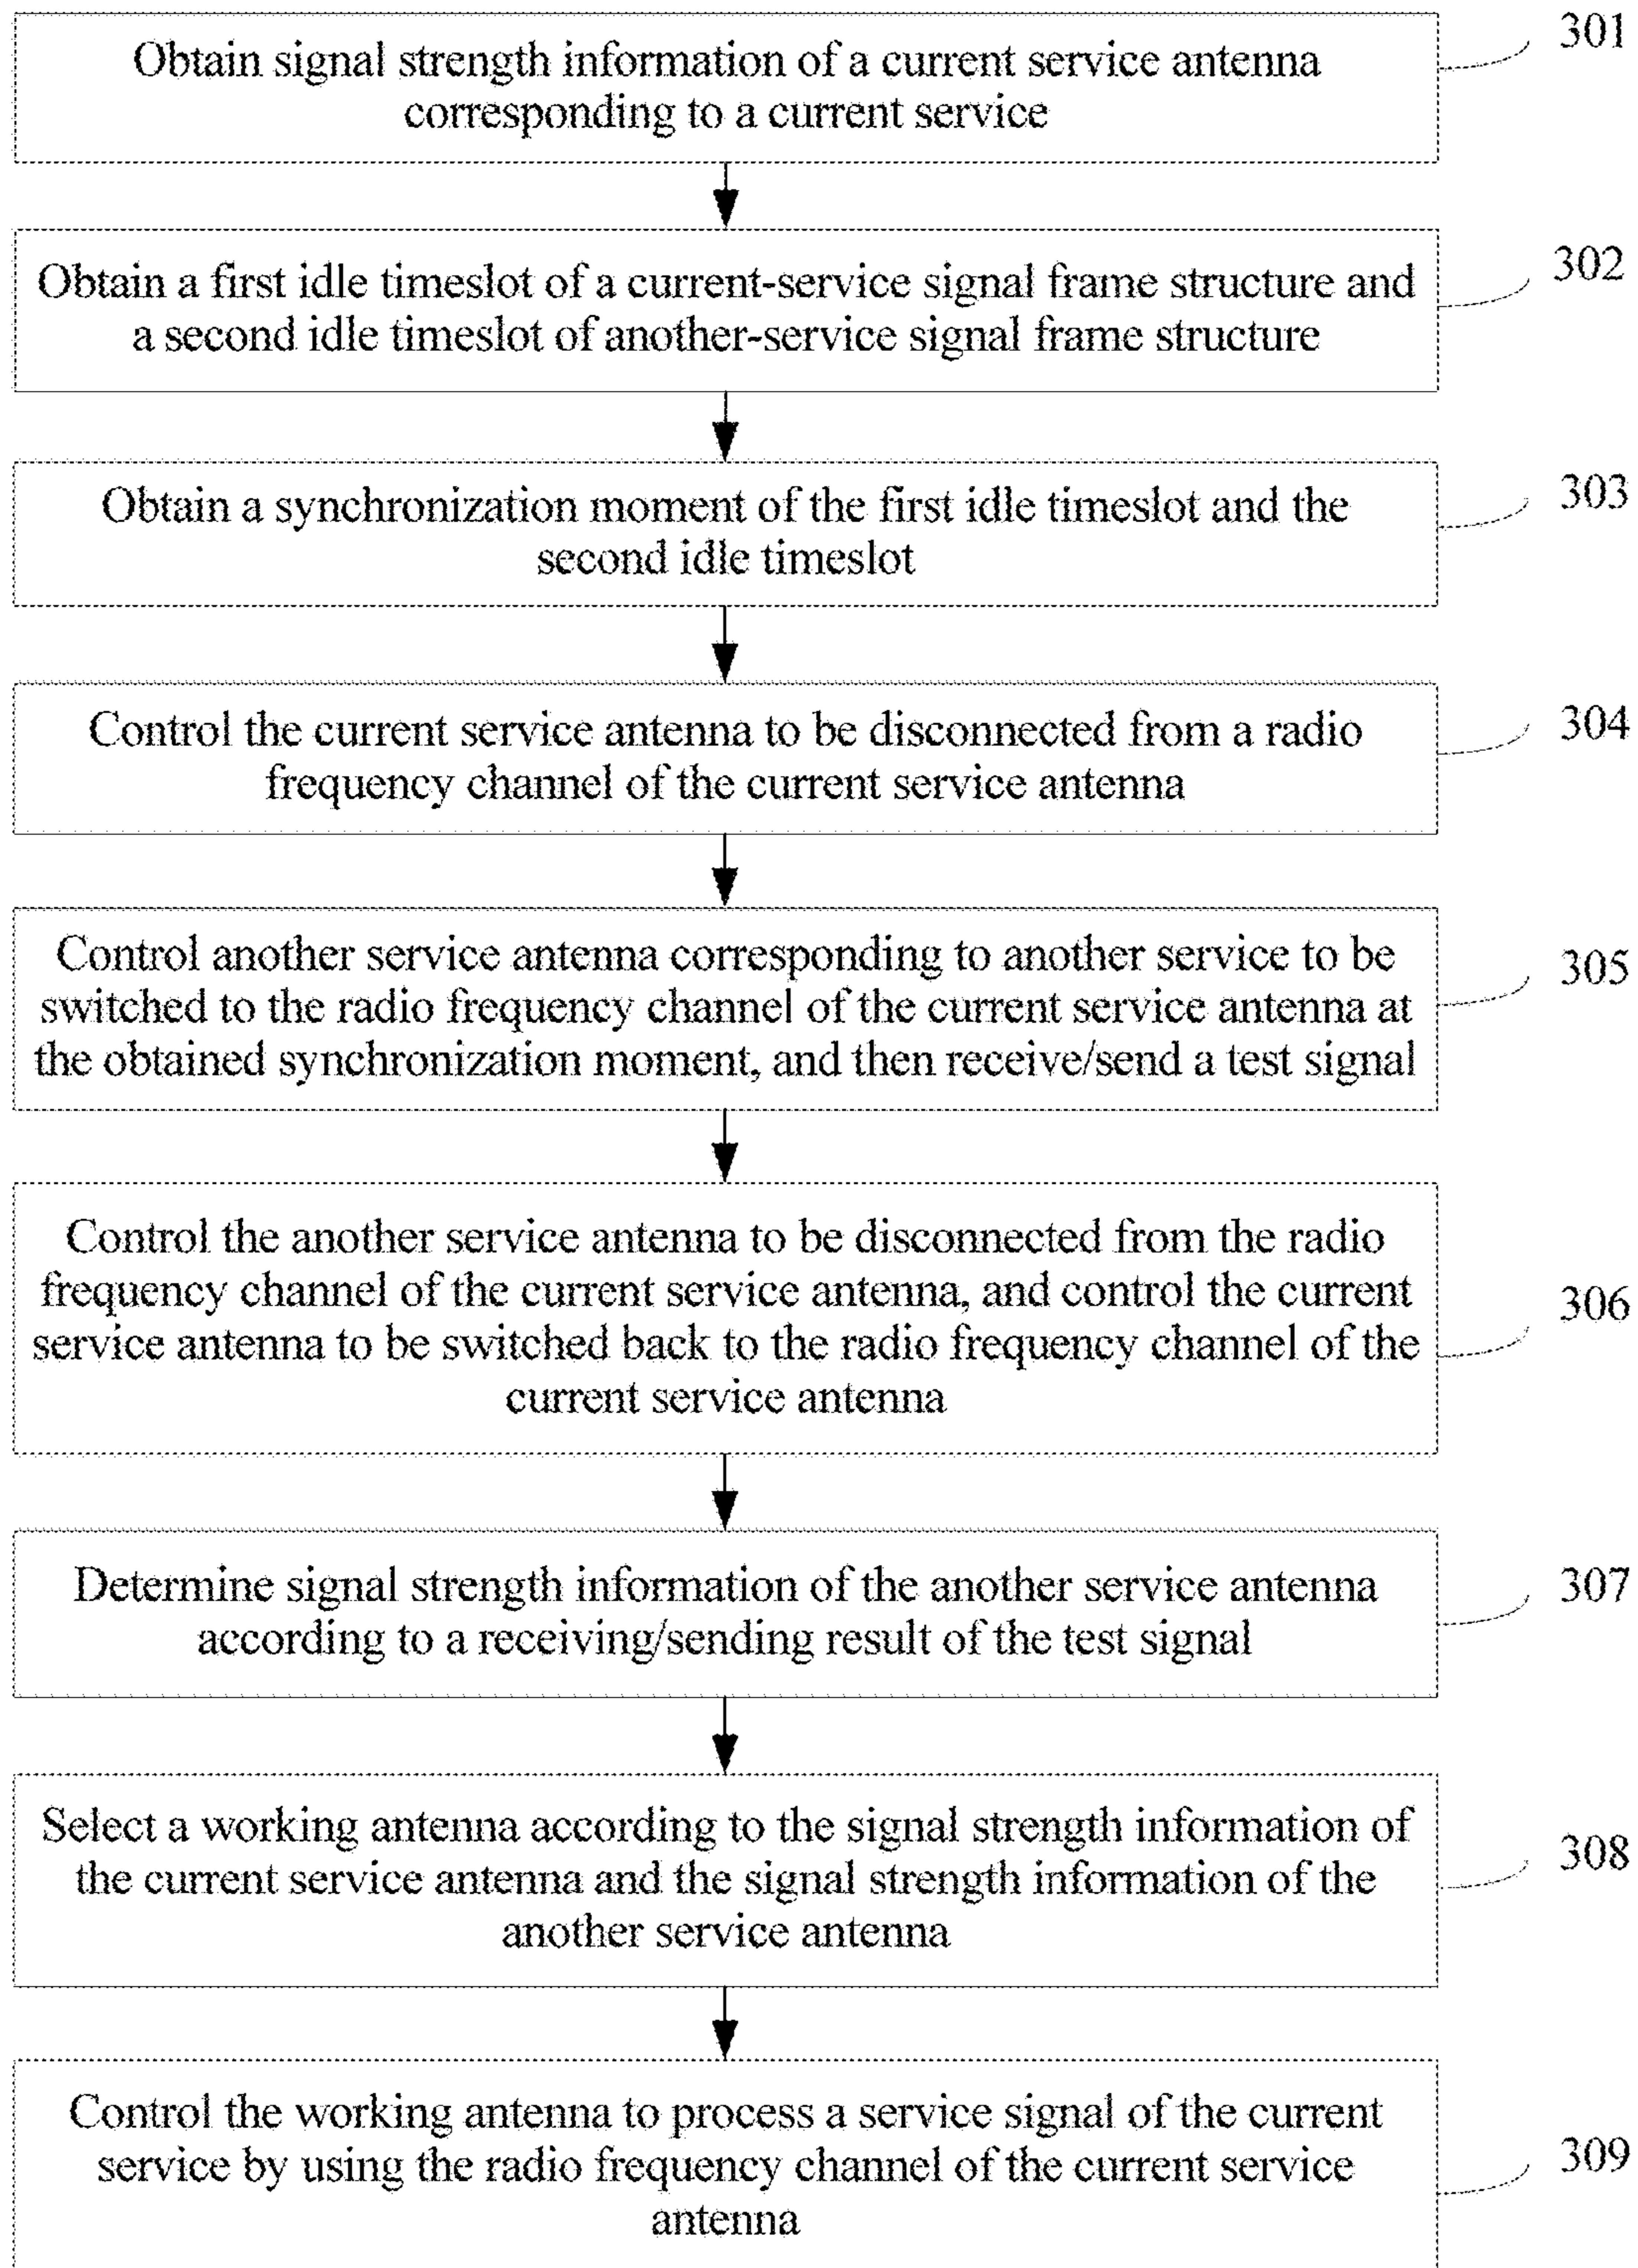 Obtain signal strength information of a current service antenna
corresponding to a current service
301
Obtain a first idle timeslot of a current-service signal frame structure and
a second idle timeslot of another-service signal frame structure
302
Obtain a synchronization moment of the first idle timeslot and the
second idle timeslot
303
Control the current service antenna to be disconnected from a radio
frequency channel of the current service antenna
304
Control another service antenna corresponding to another service to be
switched to the radio frequency channel of the current service antenna at
the obtained synchronization moment, and then receive/send a test signal
305
Control the another service antenna to be disconnected from the radio
frequency channel of the current service antenna, and control the current
service antenna to be switched back to the radio frequency channel of the
current service antenna
306
Determine signal strength information of the another service antenna
according to a receiving/sending result of the test signal
307
Select a working antenna according to the signal strength information of
the current service antenna and the signal strength information of the
another service antenna
308
Control the working antenna to process a service signal of the current
service by using the radio frequency channel of the current service
antenna
309